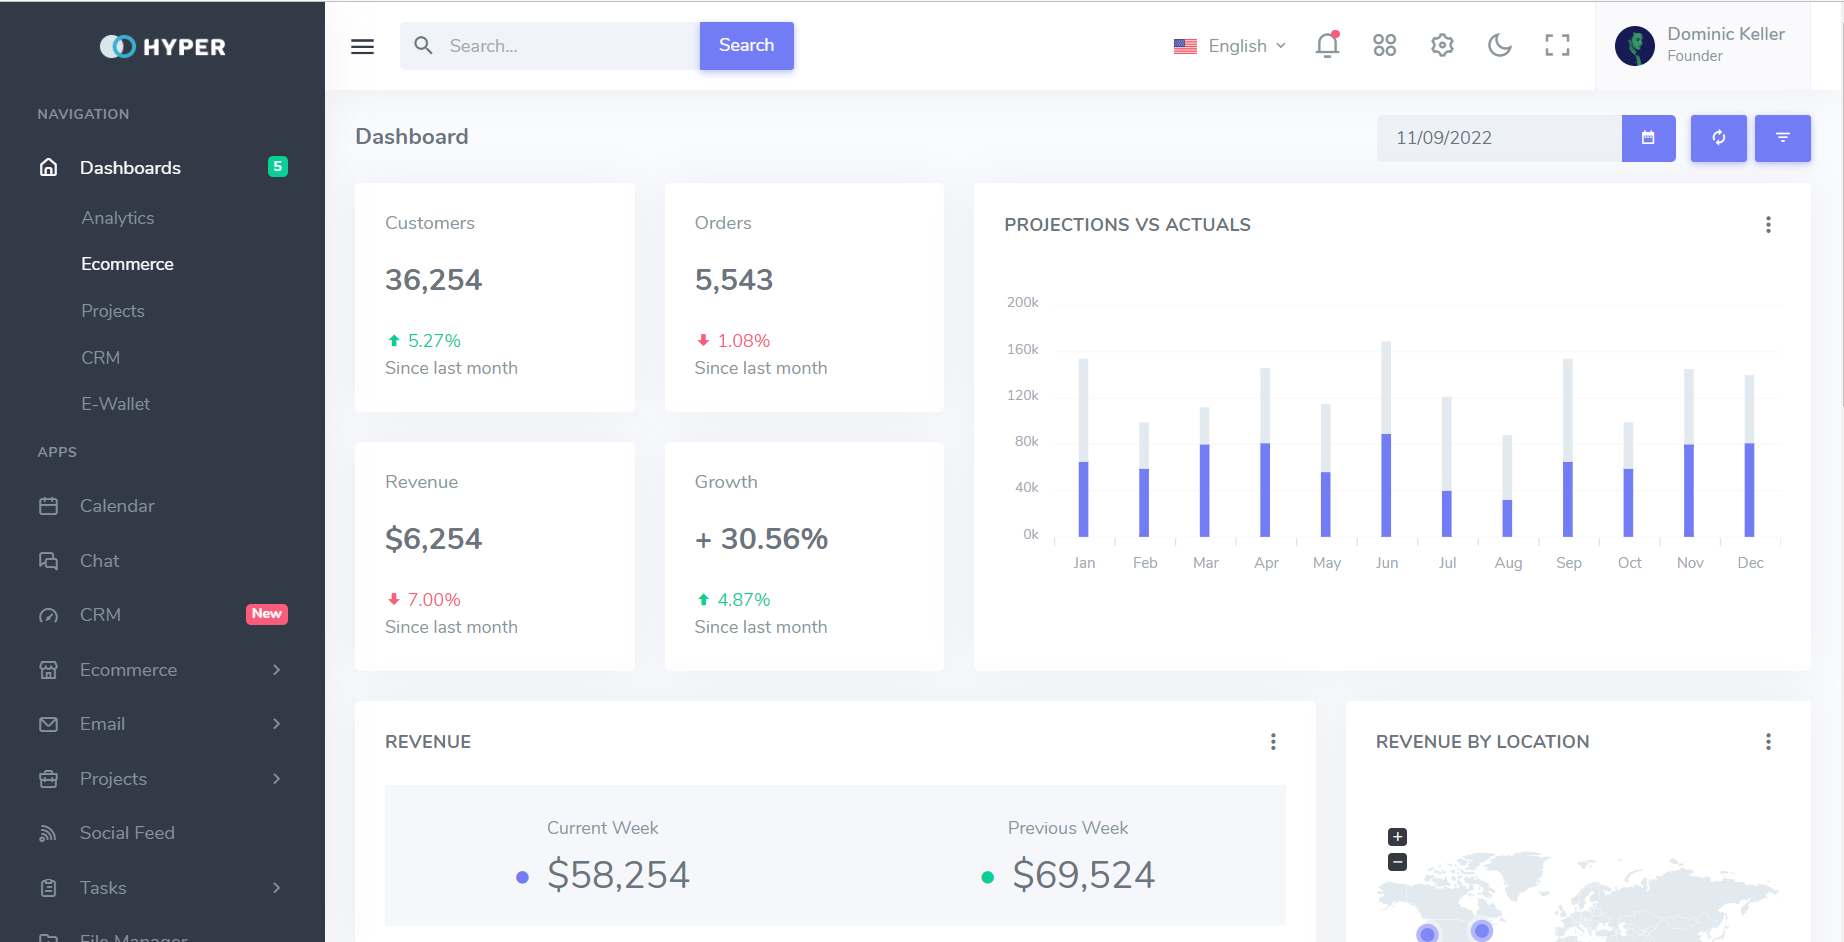 HYPER
NAVIGATION
Dashboards 5
Analytics
Ecommerce
Projects
CRM
E-Wallet
APPS
Calendar
Chat
CRM New
Ecommerce
Email
Projects
Social Feed
Tasks
File Manager
Search... Search
English
Dominic Keller
Founder
Dashboard
11/09/2022
Customers
36,254
5.27%
Since last month
Orders
5,543
1.08%
Since last month
Revenue
$6,254
7.00%
Since last month
Growth
+ 30.56%
4.87%
Since last month
PROJECTIONS VS ACTUALS
200k
160k
120k
80k
40k
0k
Jan Feb Mar Apr May Jun Jul Aug Sep Oct Nov Dec
REVENUE
Current Week
$58,254
Previous Week
$69,524
REVENUE BY LOCATION
+
−